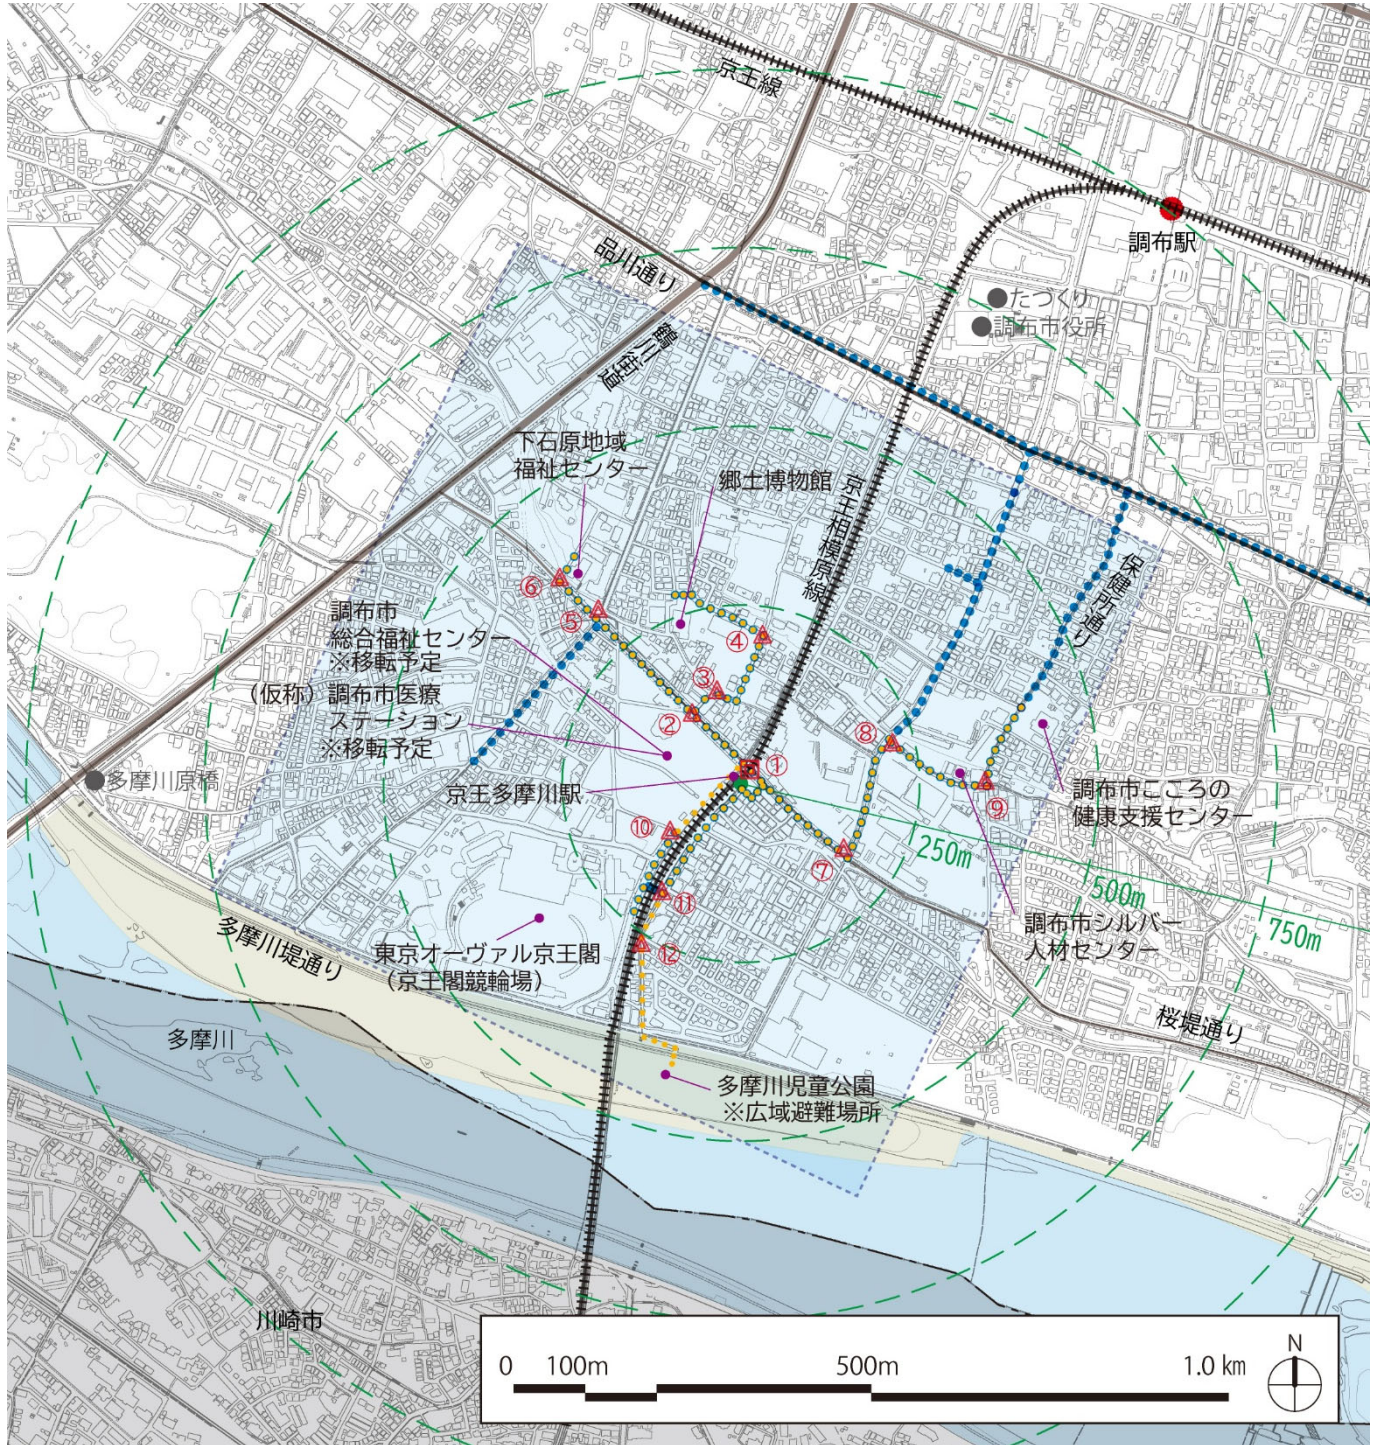 京王線
調布駅
品川通り
●たづくり
●調布市役所
鶴川街道
下石原地域
福祉センター
郷土博物館
京王相模原線
保健所通り
⑥
⑤
④
調布市
総合福祉センター
※移転予定
③
(仮称)調布市医療
ステーション
※移転予定
②
⑧
①
⑨
●多摩川原橋
京王多摩川駅
調布市こころの
健康支援センター
⑩
⑦
250m
500m
750m
⑪
調布市シルバー
人材センター
多摩川堤通り
東京オーヴァル京王閣
(京王閣競輪場)
⑫
桜堤通り
多摩川
多摩川児童公園
※広域避難場所
川崎市
0 100m 500m 1.0 km
N